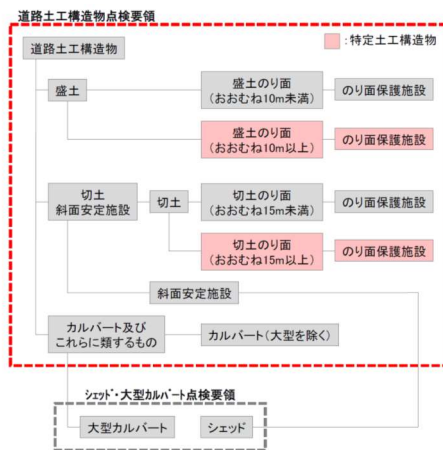 道路土工構造物点検要領
:特定土工構造物
道路土工構造物
盛土
盛土のり面
(おおむね10m未満)
のり面保護施設
盛土のり面
(おおむね10m以上)
のり面保護施設
切土
斜面安定施設
切土
切土のり面
(おおむね15m未満)
のり面保護施設
切土のり面
(おおむね15m以上)
のり面保護施設
斜面安定施設
カルバート及び
これらに類するもの
カルバート(大型を除く)
シェッド・大型カルバート点検要領
大型カルバート
シェッド